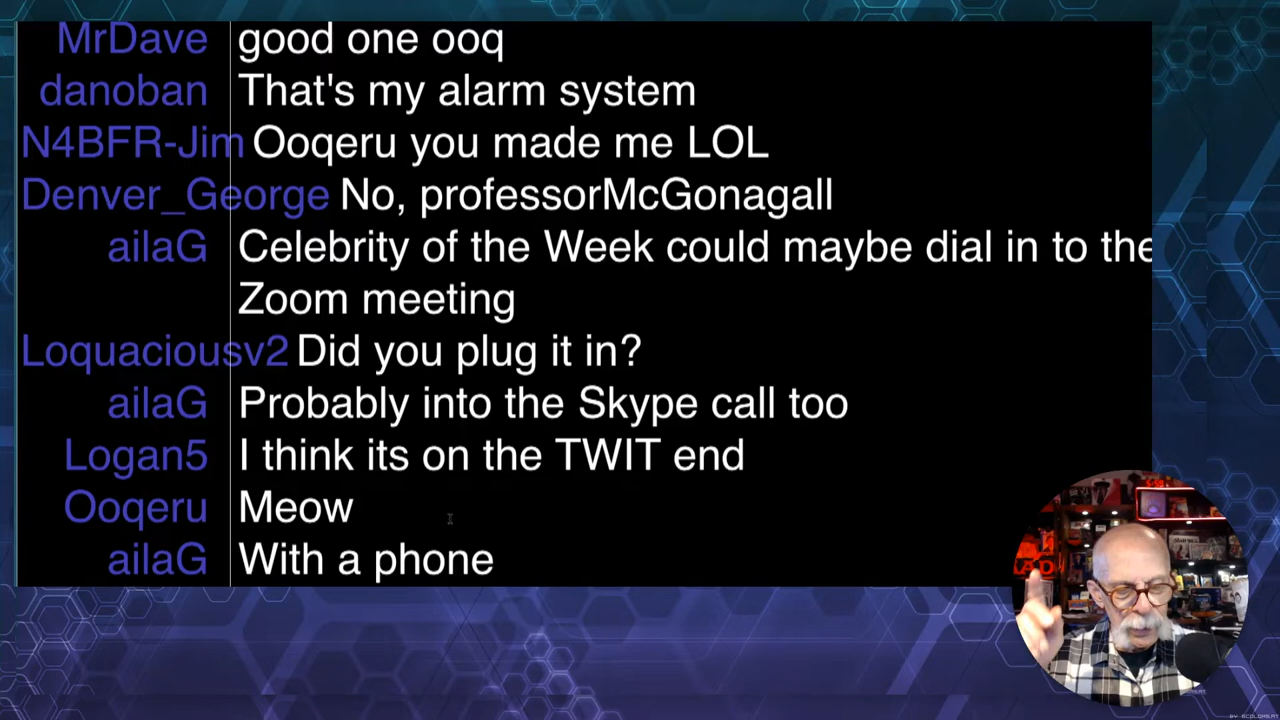 MrDave good one ooq
danoban That's my alarm system
N4BFR-Jim Ooqeru you made me LOL
Denver_George No, professorMcGonagall
ailaG Celebrity of the Week could maybe dial in to the
Zoom meeting
Loquaciousv2 Did you plug it in?
ailaG Probably into the Skype call too
Logan5 I think its on the TWIT end
Ooqeru Meow
ailaG With a phone